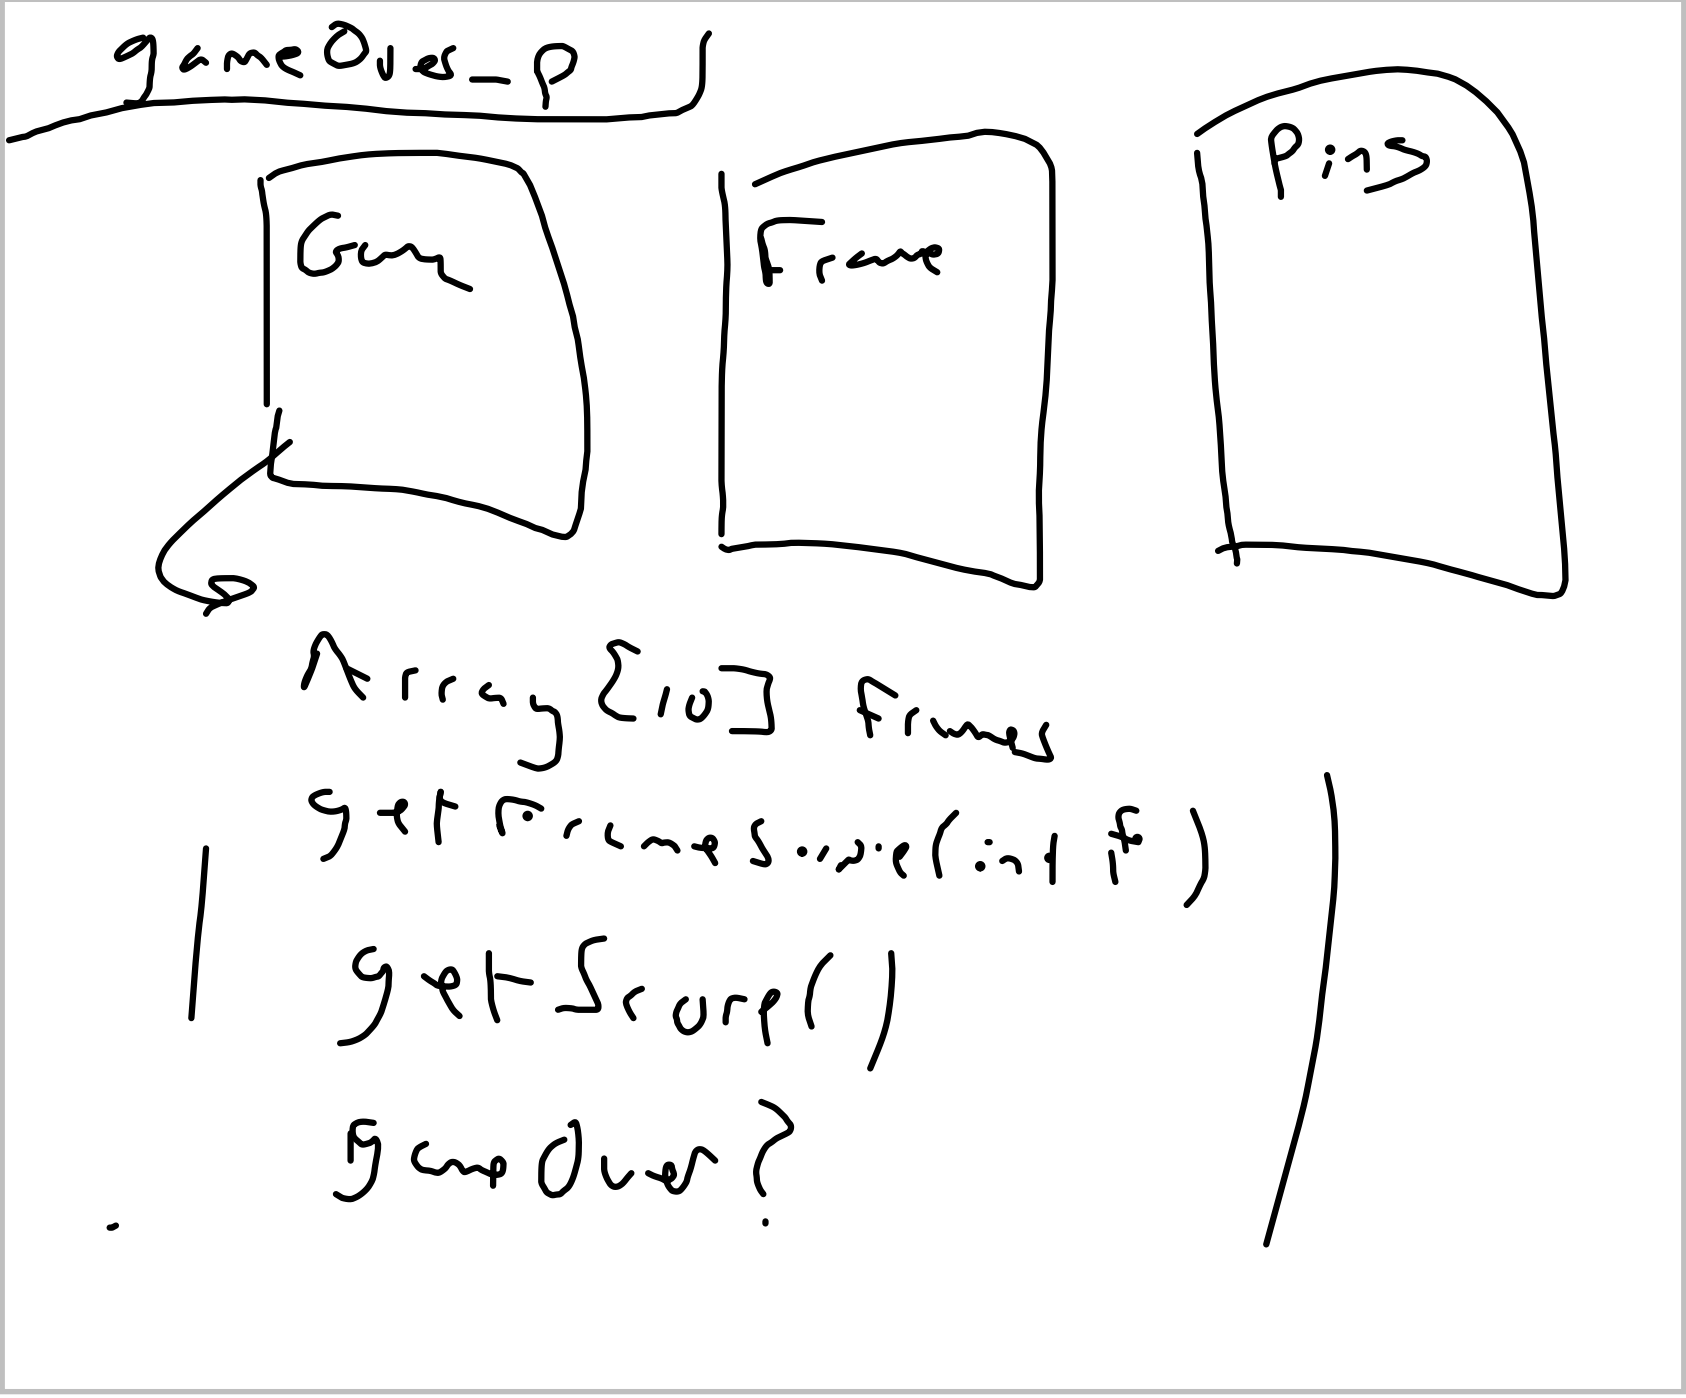 gameOver_p
Game
Frame
Pins
Array [10] Frames
getFrameScore(int f)
getScore()
gameOver?